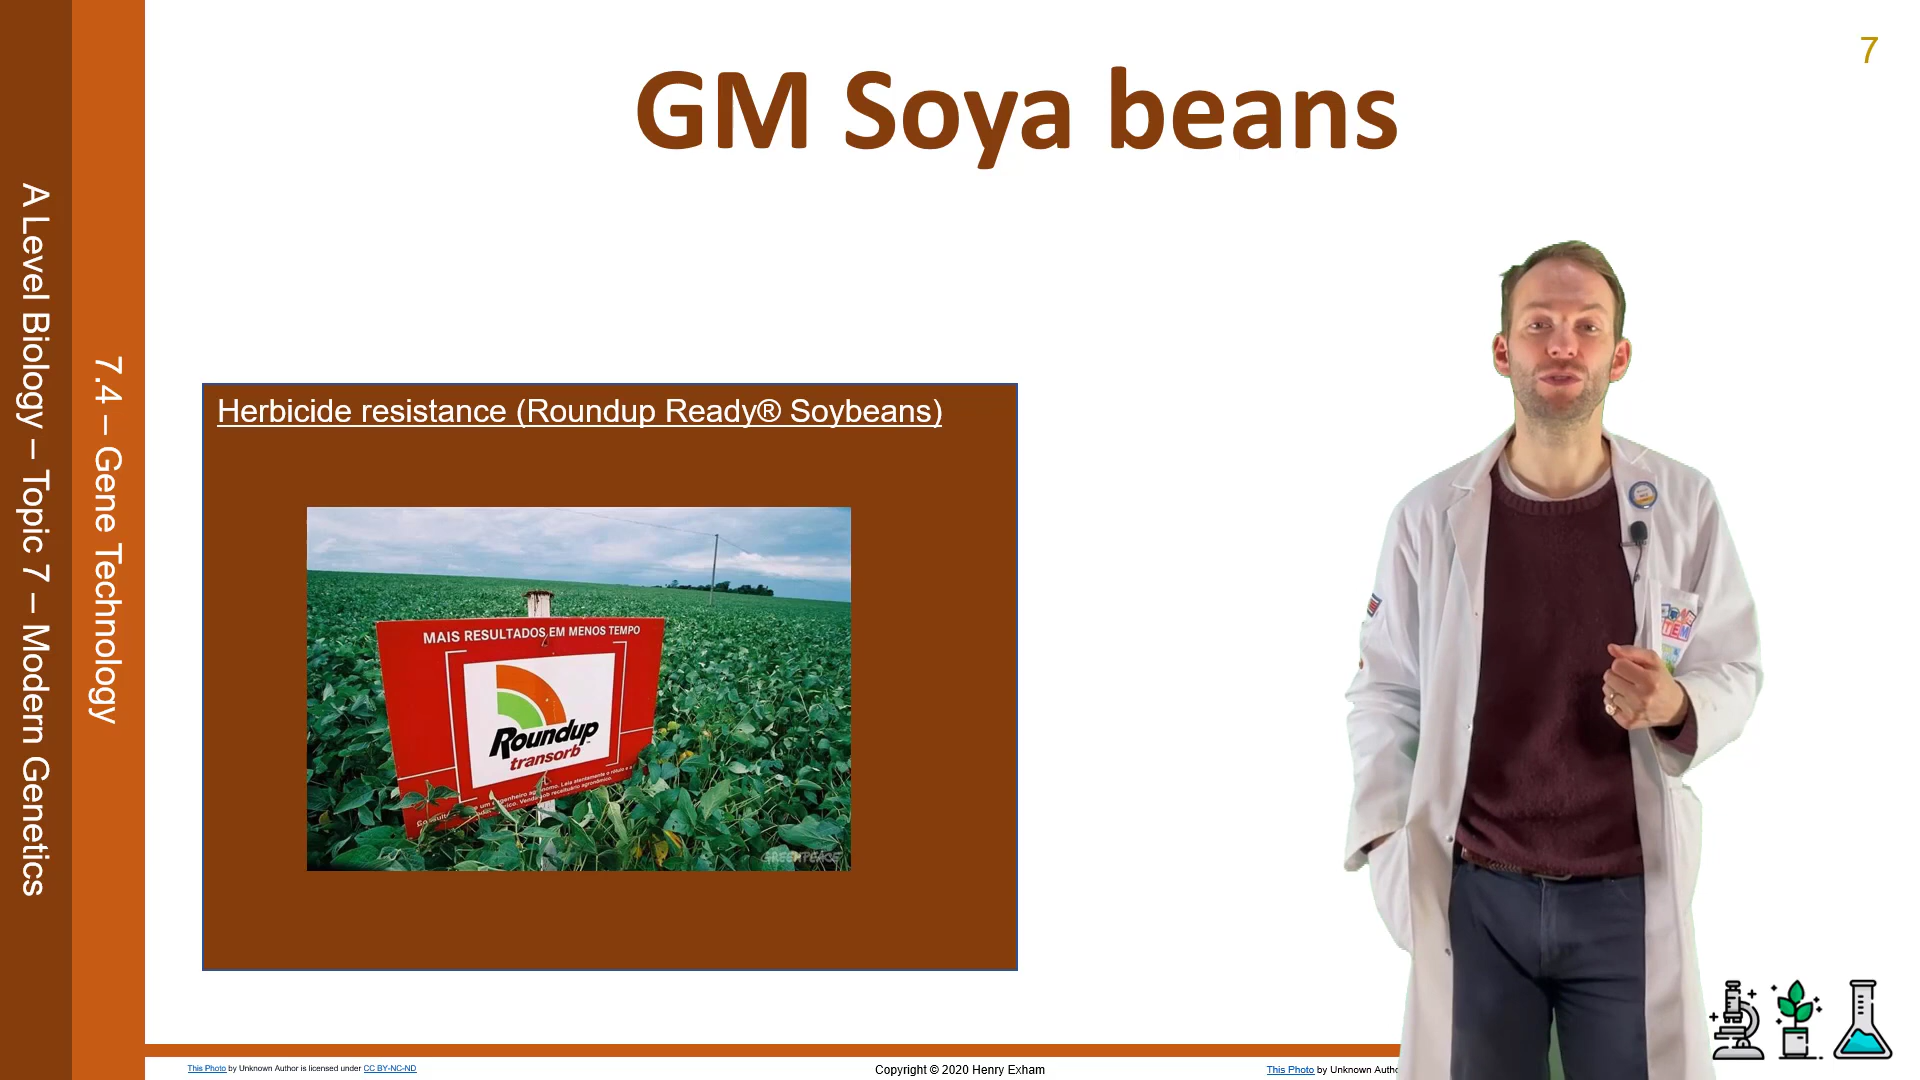 7
GM Soya beans
A Level Biology – Topic 7 – Modern Genetics
7.4 – Gene Technology
Herbicide resistance (Roundup Ready® Soybeans)
MAIS RESULTADOS EM MENOS TEMPO
Roundup
transorb
GREENPEACE
This Photo by Unknown Author is licensed under CC BY-NC-ND
Copyright © 2020 Henry Exham
This Photo by Unknown Autho